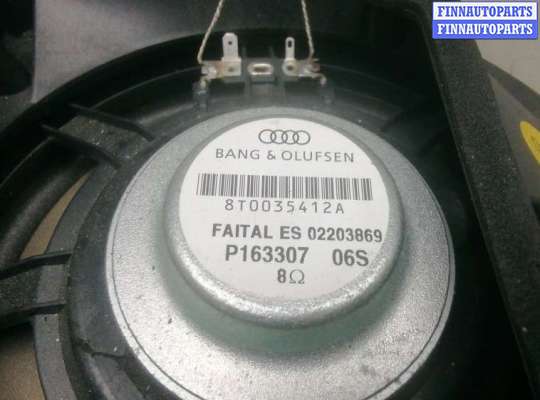 FINNAUTOPARTS
FINNAUTOPARTS
BANG & OLUFSEN
8T0035412A
FAITAL ES 02203869
P163307 06S
8Ω